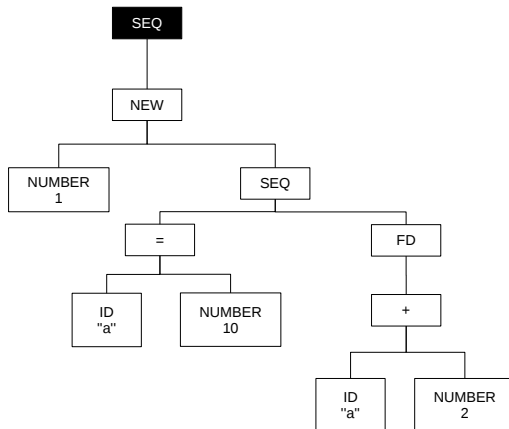 SEQ
NEW
NUMBER
1
SEQ
=
FD
ID
"a"
NUMBER
10
+
ID
"a"
NUMBER
2